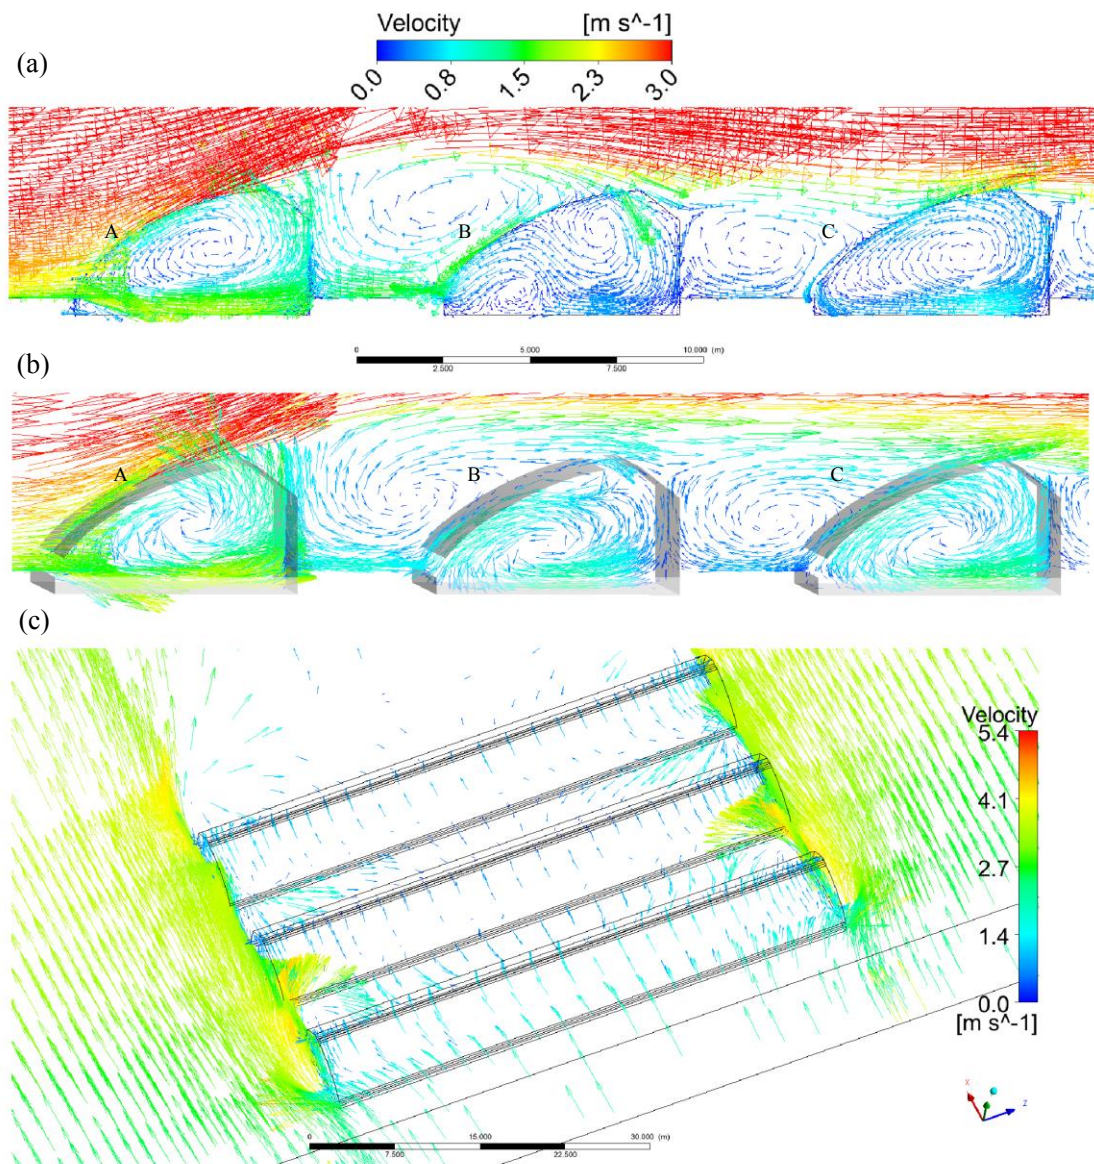 Velocity [m s^-1]
(a)
0.0 0.8 1.5 2.3 3.0
A B C
0 5.000 10.000 (m)
2.500 7.500
(b)
A B C
(c)
Velocity
5.4
4.1
2.7
1.4
0.0
[m s^-1]
X
Z
0 15.000 30.000 (m)
7.500 22.500